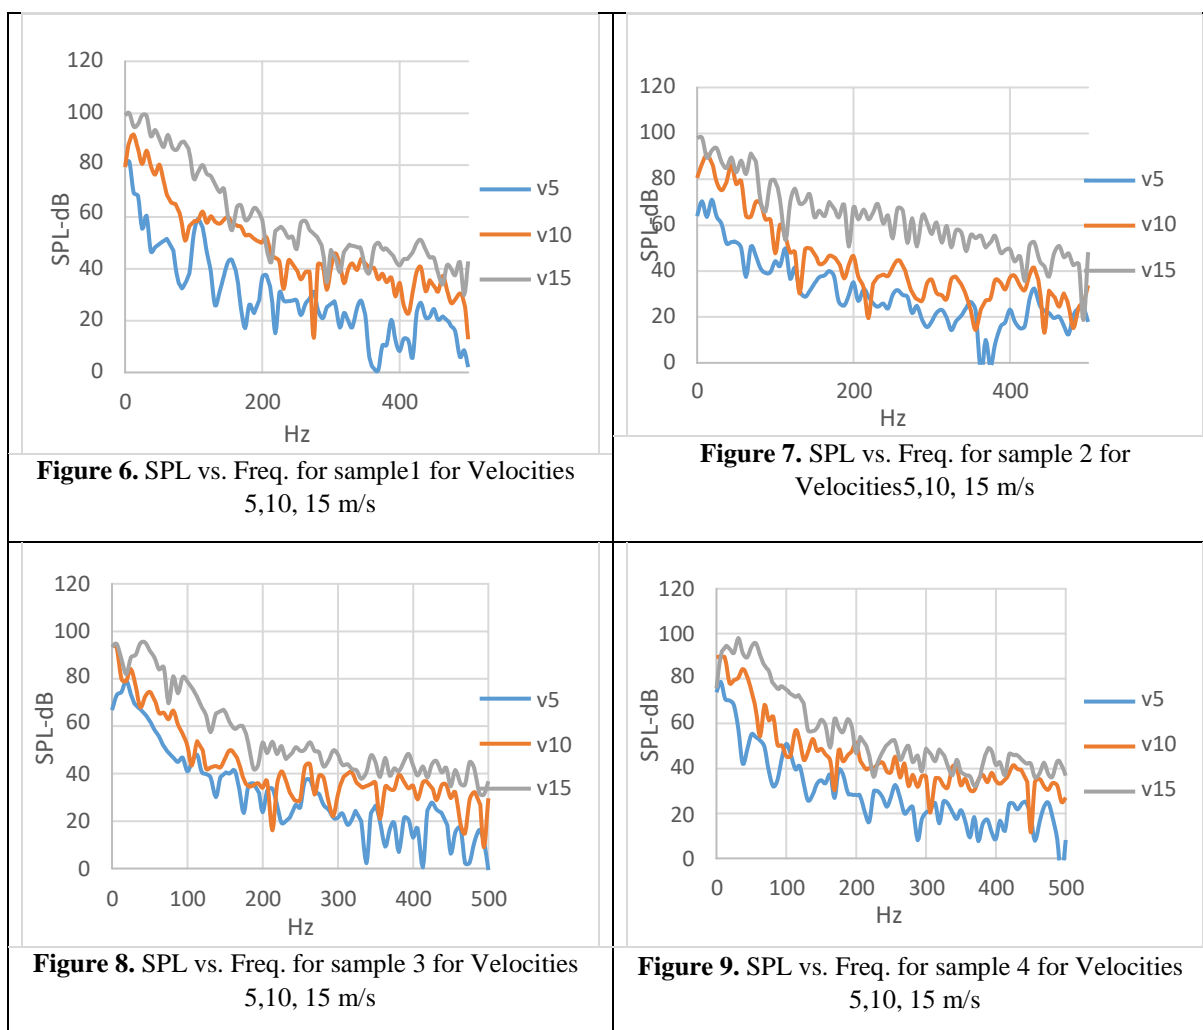 120
100
80
60
40
20
0
SPL-dB
0
200
400
Hz
v5
v10
v15
Figure 6. SPL vs. Freq. for sample1 for Velocities
5,10, 15 m/s
120
100
80
60
40
20
0
SPL-dB
0
200
400
Hz
v5
v10
v15
Figure 7. SPL vs. Freq. for sample 2 for
Velocities5,10, 15 m/s
120
100
80
60
40
20
0
SPL-dB
0
100
200
300
400
500
Hz
v5
v10
v15
Figure 8. SPL vs. Freq. for sample 3 for Velocities
5,10, 15 m/s
120
100
80
60
40
20
0
SPL-dB
0
100
200
300
400
500
Hz
v5
v10
v15
Figure 9. SPL vs. Freq. for sample 4 for Velocities
5,10, 15 m/s